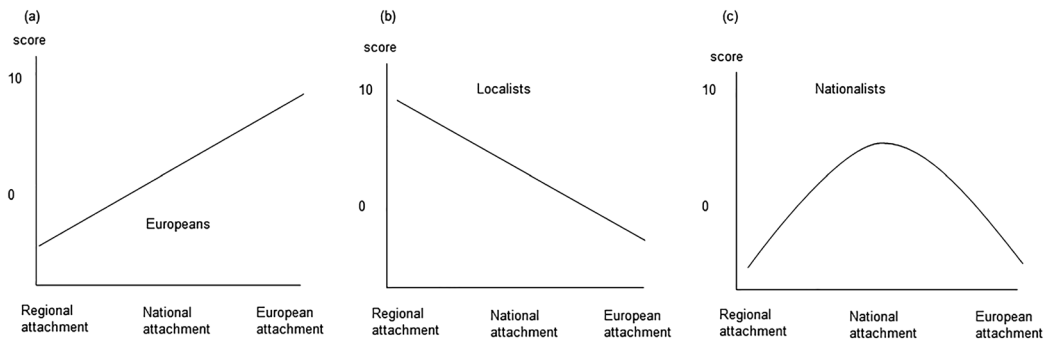 (a)
score
10
0
Europeans
Regional attachment
National attachment
European attachment
(b)
score
10
Localists
0
Regional attachment
National attachment
European attachment
(c)
score
10
Nationalists
0
Regional attachment
National attachment
European attachment